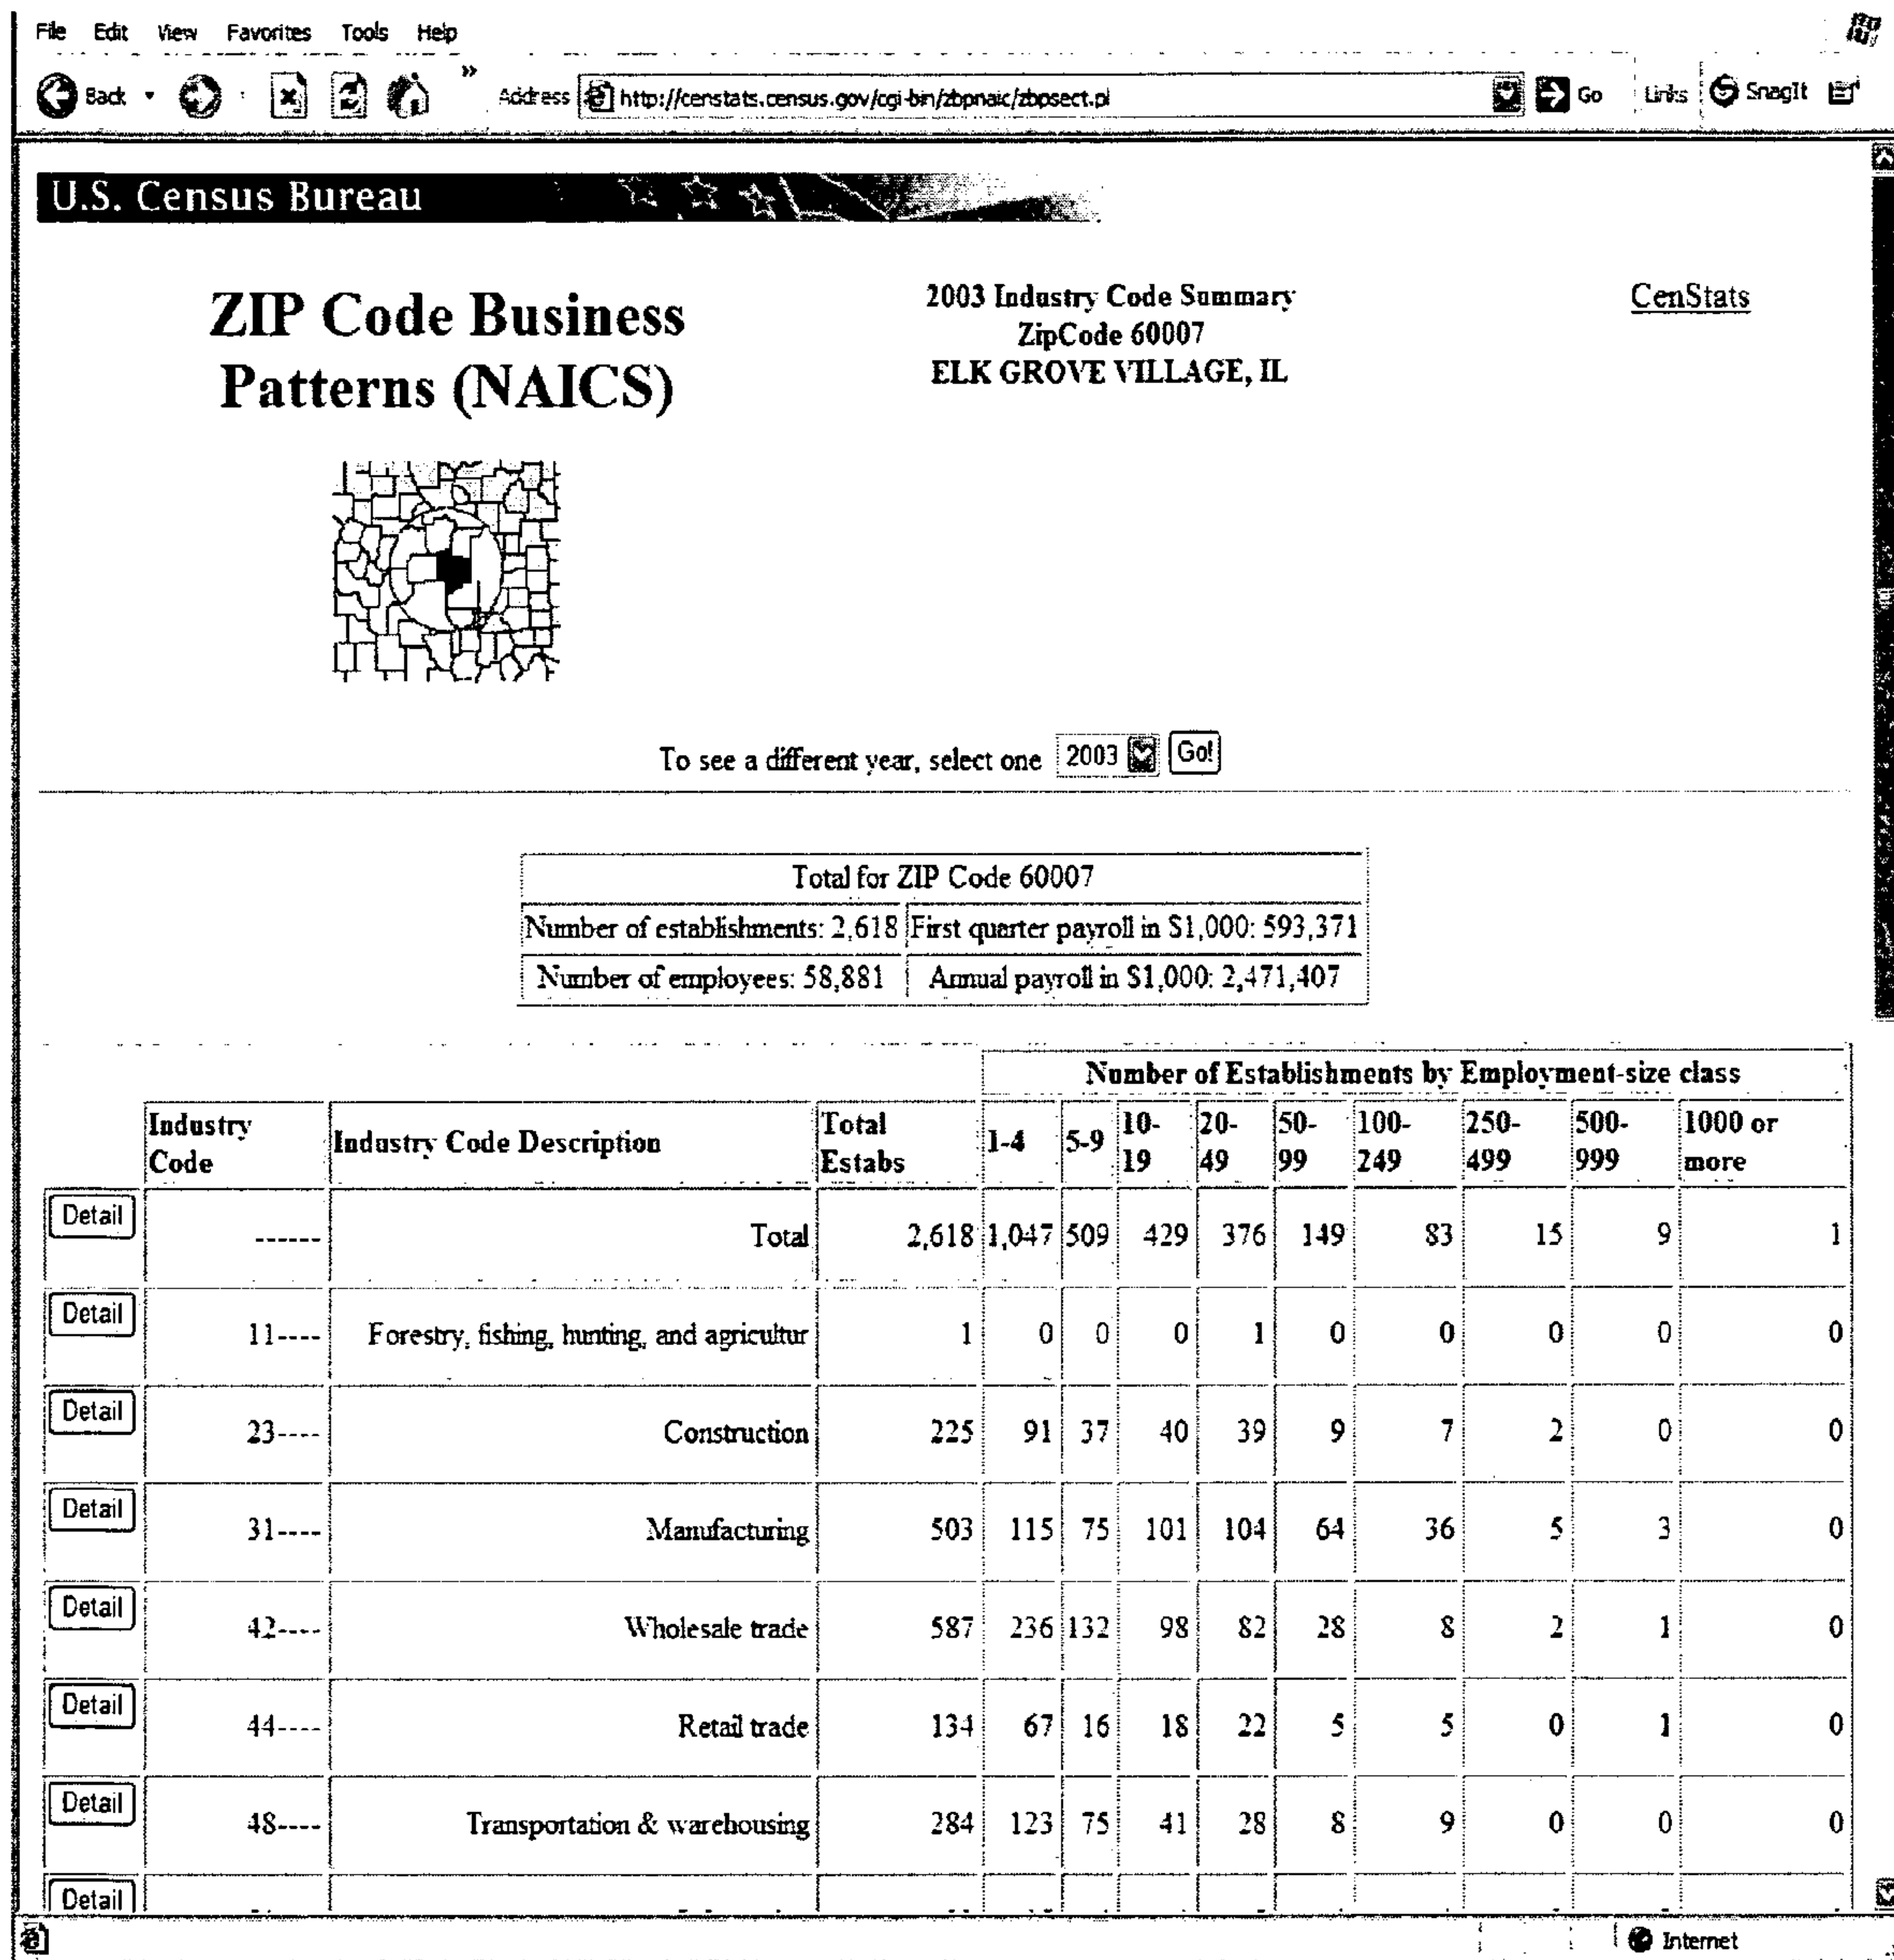 File Edit View Favorites Tools Help
Back » Address http://censtats.census.gov/cgi-bin/zbpnaic/zbpsect.pl Go Links SnagIt
U.S. Census Bureau
ZIP Code Business
Patterns (NAICS)
2003 Industry Code Summary
ZipCode 60007
ELK GROVE VILLAGE, IL
CenStats
To see a different year, select one 2003 Go!
Total for ZIP Code 60007
Number of establishments: 2,618 First quarter payroll in $1,000: 593,371
Number of employees: 58,881 Annual payroll in $1,000: 2,471,407
Number of Establishments by Employment-size class
Industry Code Industry Code Description Total Estabs 1-4 5-9 10-19 20-49 50-99 100-249 250-499 500-999 1000 or more
Detail ------ Total 2,618 1,047 509 429 376 149 83 15 9 1
Detail 11---- Forestry, fishing, hunting, and agricultur 1 0 0 0 1 0 0 0 0 0
Detail 23---- Construction 225 91 37 40 39 9 7 2 0 0
Detail 31---- Manufacturing 503 115 75 101 104 64 36 5 3 0
Detail 42---- Wholesale trade 587 236 132 98 82 28 8 2 1 0
Detail 44---- Retail trade 134 67 16 18 22 5 5 0 1 0
Detail 48---- Transportation & warehousing 284 123 75 41 28 8 9 0 0 0
Detail
Internet